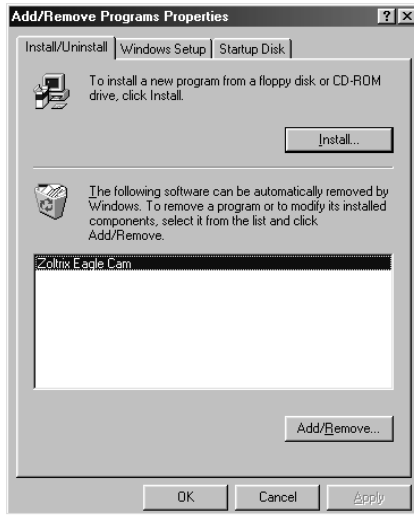 Add/Remove Programs Properties
Install/Uninstall Windows Setup Startup Disk
To install a new program from a floppy disk or CD-ROM
drive, click Install.
Install...
The following software can be automatically removed by
Windows. To remove a program or to modify its installed
components, select it from the list and click
Add/Remove.
Zoltrix Eagle Cam
Add/Remove...
OK Cancel Apply